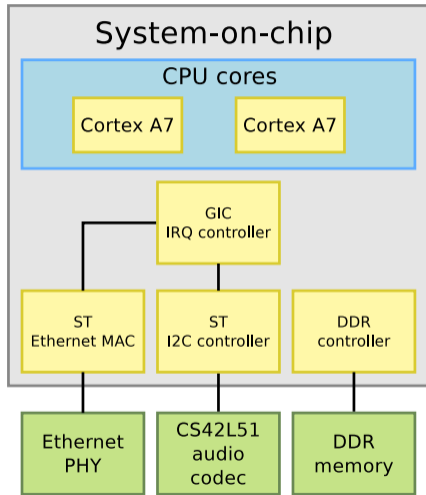 System-on-chip
CPU cores
Cortex A7
Cortex A7
GIC
IRQ controller
ST
Ethernet MAC
ST
I2C controller
DDR
controller
Ethernet
PHY
CS42L51
audio
codec
DDR
memory